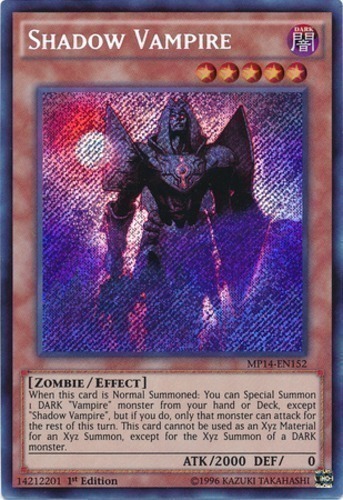 SHADOW VAMPIRE
DARK
闇
MP14-EN152
[ZOMBIE/EFFECT]
When this card is Normal Summoned: You can Special Summon
1 DARK "Vampire" monster from your hand or Deck, except
"Shadow Vampire", but if you do, only that monster can attack for
the rest of this turn. This card cannot be used as an Xyz Material
for an Xyz Summon, except for the Xyz Summon of a DARK
monster.
ATK/2000 DEF/ 0
14212201 1st Edition ©1996 KAZUKI TAKAHASHI